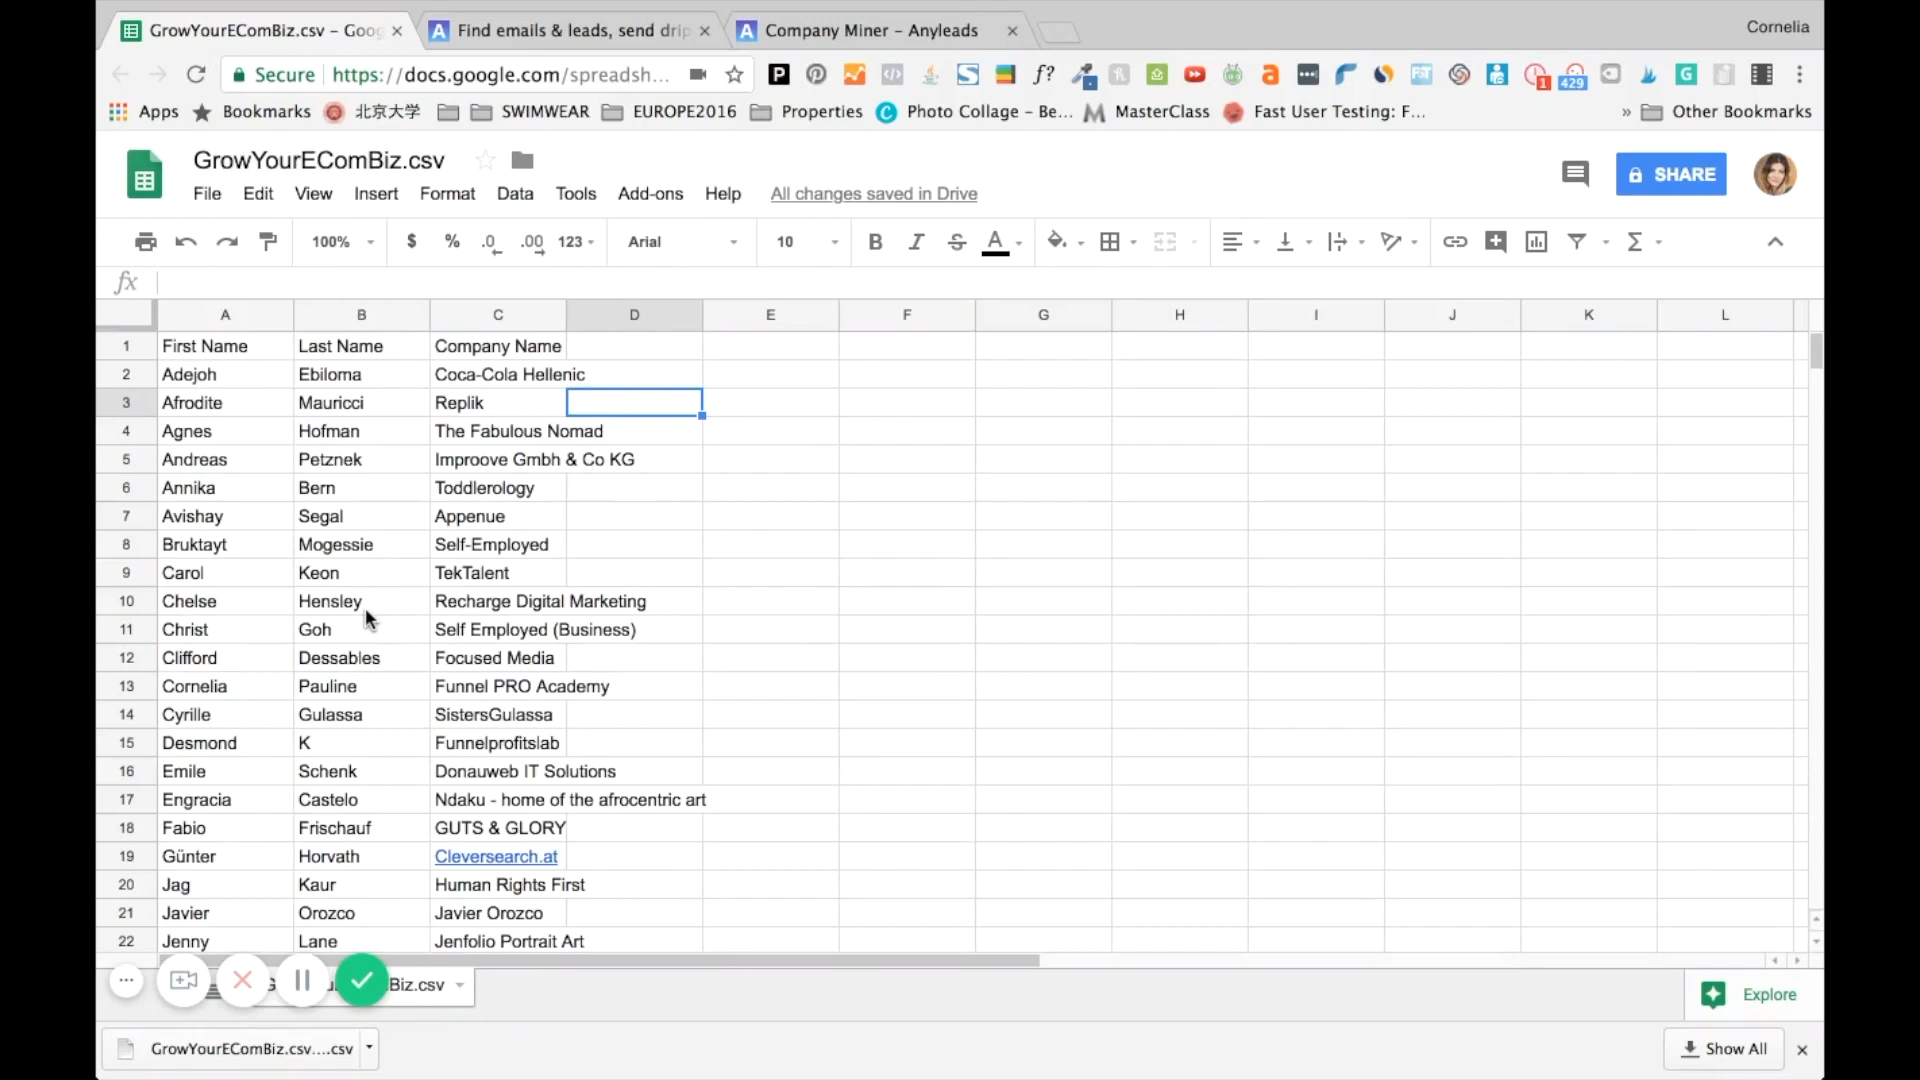 GrowYourEComBiz.csv – Goog
Find emails & leads, send drip
Company Miner – Anyleads
Cornelia
Secure
https://docs.google.com/spreadsh...
Apps
Bookmarks
北京大学
SWIMWEAR
EUROPE2016
Properties
Photo Collage – Be...
MasterClass
Fast User Testing: F...
»
Other Bookmarks
GrowYourEComBiz.csv
File Edit View Insert Format Data Tools Add-ons Help All changes saved in Drive
SHARE
100% $ % .0 .00 123 Arial 10 B I S A Σ
fx
A B C D E F G H I J K L
1 First Name Last Name Company Name
2 Adejoh Ebiloma Coca-Cola Hellenic
3 Afrodite Mauricci Replik
4 Agnes Hofman The Fabulous Nomad
5 Andreas Petznek Improove Gmbh & Co KG
6 Annika Bern Toddlerology
7 Avishay Segal Appenue
8 Bruktayt Mogessie Self-Employed
9 Carol Keon TekTalent
10 Chelse Hensley Recharge Digital Marketing
11 Christ Goh Self Employed (Business)
12 Clifford Dessables Focused Media
13 Cornelia Pauline Funnel PRO Academy
14 Cyrille Gulassa SistersGulassa
15 Desmond K Funnelprofitslab
16 Emile Schenk Donauweb IT Solutions
17 Engracia Castelo Ndaku - home of the afrocentric art
18 Fabio Frischauf GUTS & GLORY
19 Günter Horvath Cleversearch.at
20 Jag Kaur Human Rights First
21 Javier Orozco Javier Orozco
22 Jenny Lane Jenfolio Portrait Art
Biz.csv
Explore
GrowYourEComBiz.csv....csv
Show All